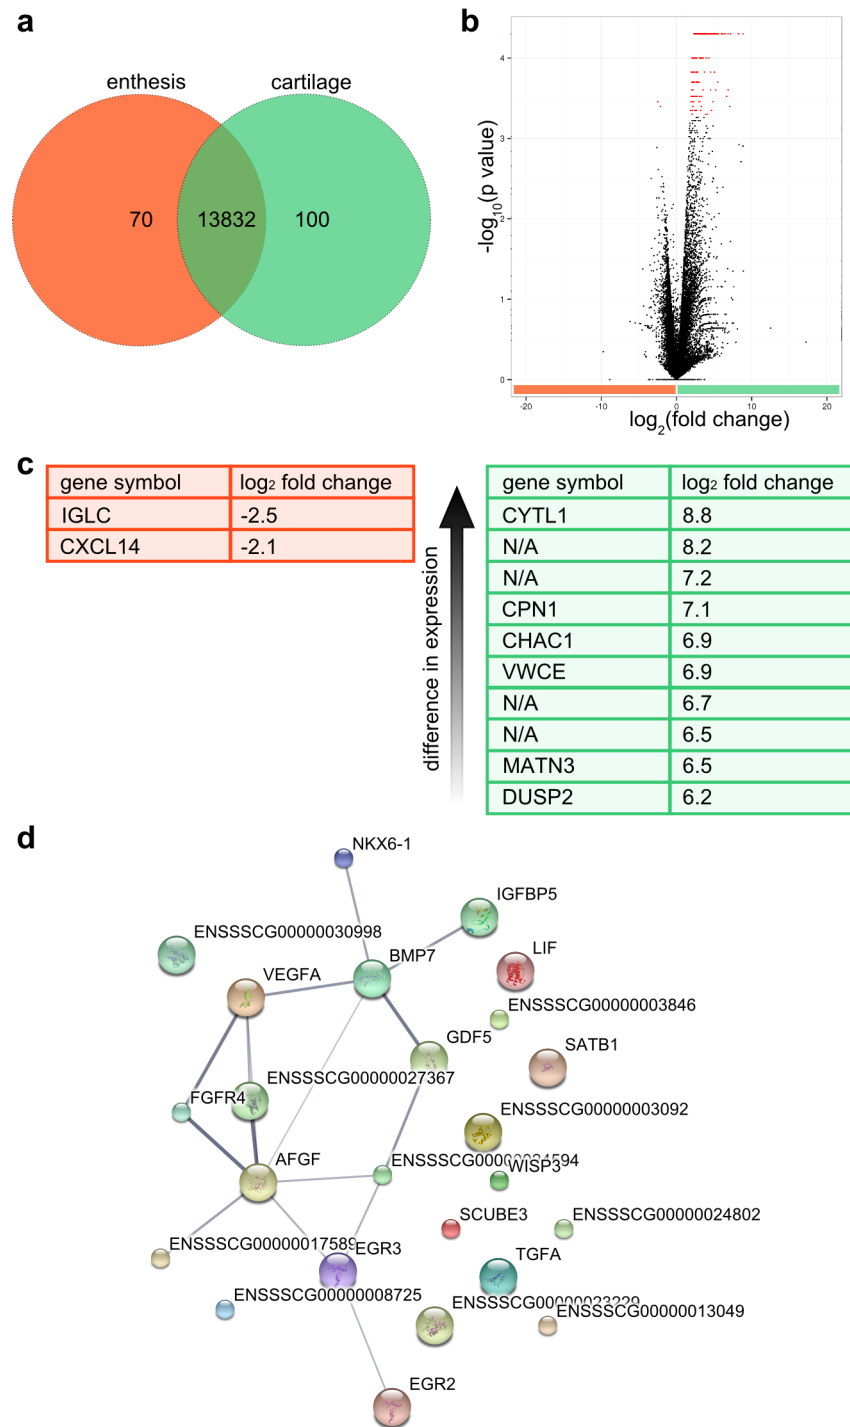 a
enthesis cartilage
70 13832 100
b
-log10(p value)
4
3
2
1
0
-20 -10 0 10 20
log2(fold change)
c
gene symbol log2 fold change
IGLC -2.5
CXCL14 -2.1
difference in expression
gene symbol log2 fold change
CYTL1 8.8
N/A 8.2
N/A 7.2
CPN1 7.1
CHAC1 6.9
VWCE 6.9
N/A 6.7
N/A 6.5
MATN3 6.5
DUSP2 6.2
d
NKX6-1
IGFBP5
ENSSSCG00000030998
BMP7
LIF
VEGFA
ENSSSCG00000003846
GDF5
SATB1
ENSSSCG00000027367
FGFR4
ENSSSCG00000003092
AFGF
WISP3
SCUBE3
ENSSSCG00000024802
ENSSSCG00000017589
EGR3
TGFA
ENSSSCG00000008725
ENSSSCG00000013049
EGR2